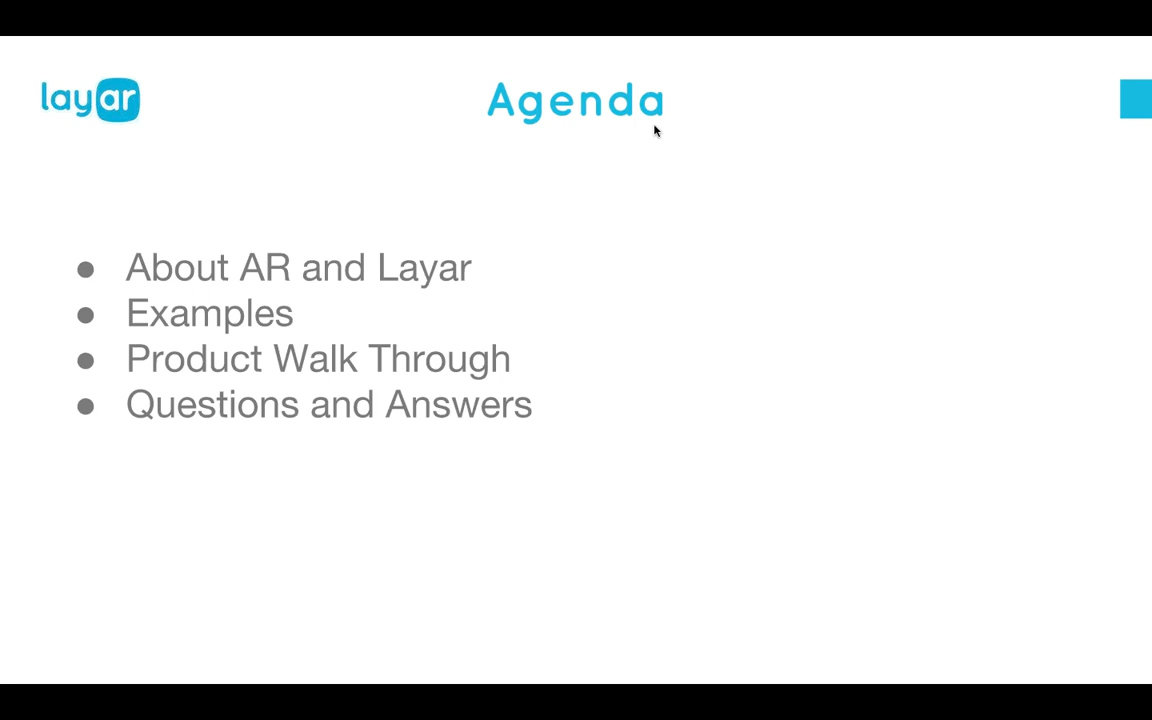 layar
Agenda
● About AR and Layar
● Examples
● Product Walk Through
● Questions and Answers